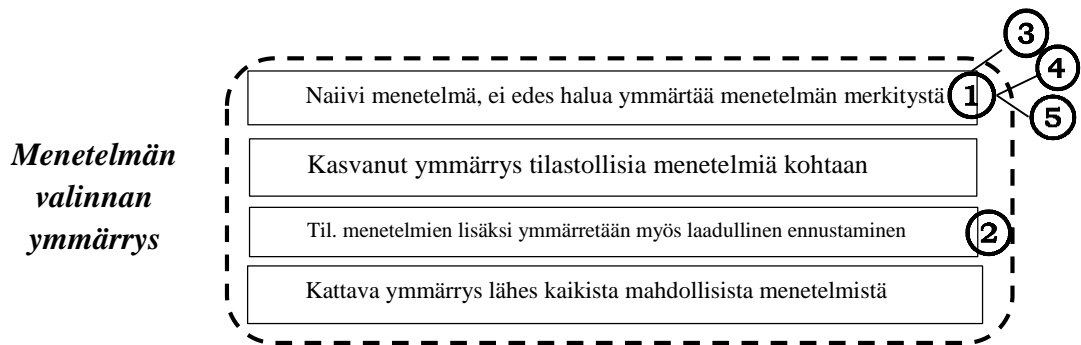 3
4
Naiivi menetelmä, ei edes halua ymmärtää menetelmän merkitystä 1
5
Menetelmän
valinnan
ymmärrys
Kasvanut ymmärrys tilastollisia menetelmiä kohtaan
Til. menetelmien lisäksi ymmärretään myös laadullinen ennustaminen 2
Kattava ymmärrys lähes kaikista mahdollisista menetelmistä